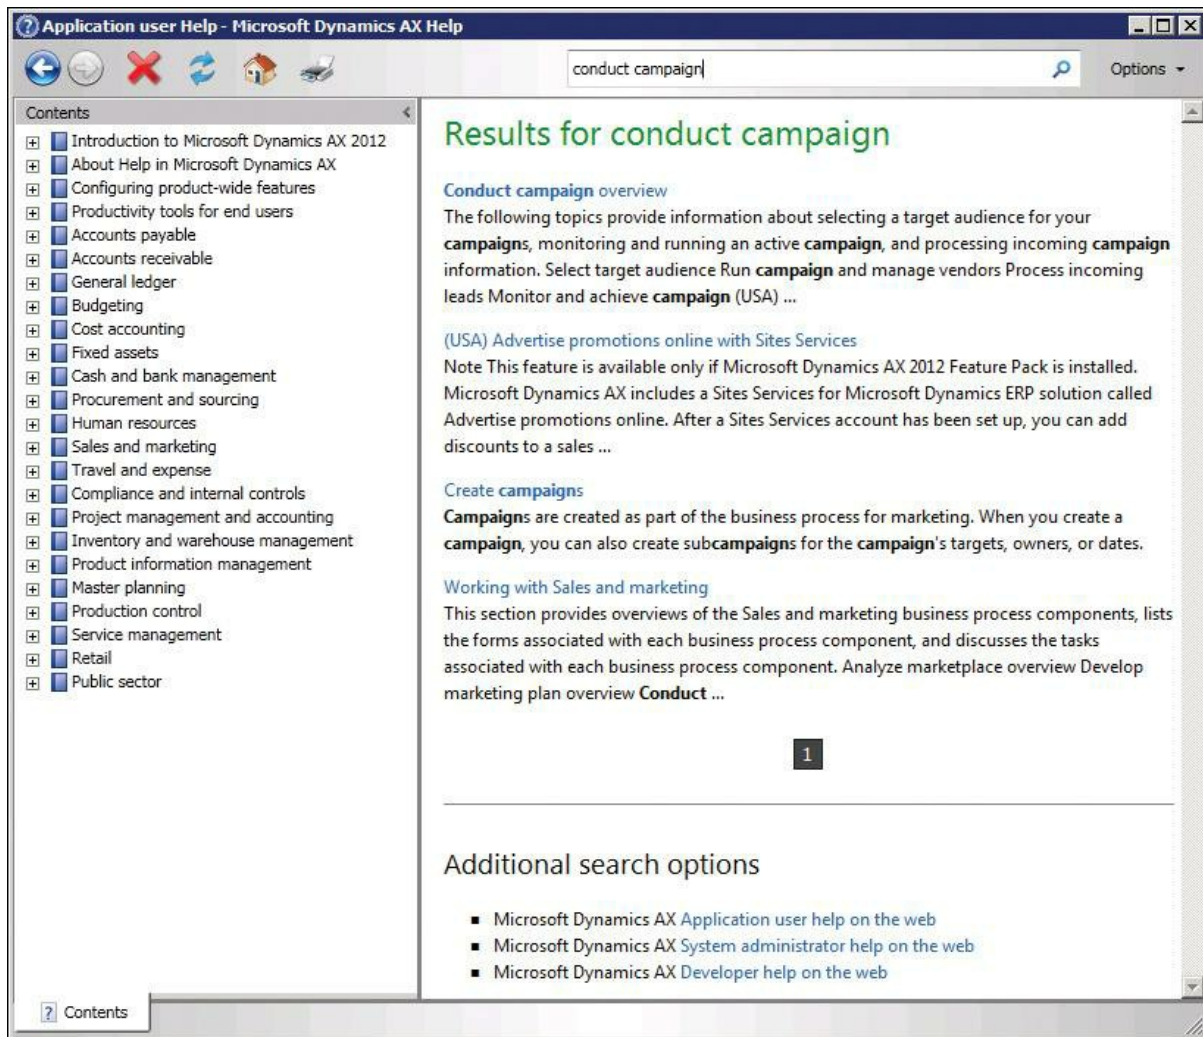 Application user Help - Microsoft Dynamics AX Help
conduct campaign
Options
Contents
Introduction to Microsoft Dynamics AX 2012
About Help in Microsoft Dynamics AX
Configuring product-wide features
Productivity tools for end users
Accounts payable
Accounts receivable
General ledger
Budgeting
Cost accounting
Fixed assets
Cash and bank management
Procurement and sourcing
Human resources
Sales and marketing
Travel and expense
Compliance and internal controls
Project management and accounting
Inventory and warehouse management
Product information management
Master planning
Production control
Service management
Retail
Public sector
Results for conduct campaign
Conduct campaign overview
The following topics provide information about selecting a target audience for your
campaigns, monitoring and running an active campaign, and processing incoming campaign
information. Select target audience Run campaign and manage vendors Process incoming
leads Monitor and achieve campaign (USA) ...
(USA) Advertise promotions online with Sites Services
Note This feature is available only if Microsoft Dynamics AX 2012 Feature Pack is installed.
Microsoft Dynamics AX includes a Sites Services for Microsoft Dynamics ERP solution called
Advertise promotions online. After a Sites Services account has been set up, you can add
discounts to a sales ...
Create campaigns
Campaigns are created as part of the business process for marketing. When you create a
campaign, you can also create subcampaigns for the campaign's targets, owners, or dates.
Working with Sales and marketing
This section provides overviews of the Sales and marketing business process components, lists
the forms associated with each business process component, and discusses the tasks
associated with each business process component. Analyze marketplace overview Develop
marketing plan overview Conduct ...
1
Additional search options
Microsoft Dynamics AX Application user help on the web
Microsoft Dynamics AX System administrator help on the web
Microsoft Dynamics AX Developer help on the web
Contents